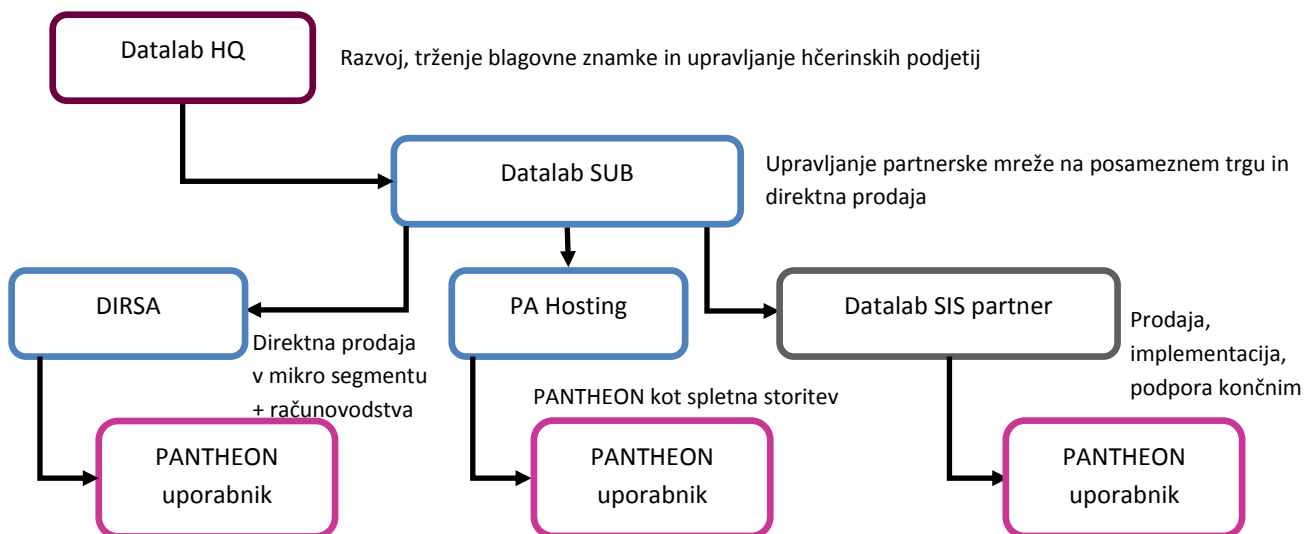 Datalab HQ
Razvoj, trženje blagovne znamke in upravljanje hčerinskih podjetij
Datalab SUB
Upravljanje partnerske mreže na posameznem trgu in
direktna prodaja
DIRSA
PA Hosting
Datalab SIS partner
Direktna prodaja
v mikro segmentu
+ računovodstva
PANTHEON kot spletna storitev
Prodaja,
implementacija,
podpora končnim
PANTHEON
uporabnik
PANTHEON
uporabnik
PANTHEON
uporabnik